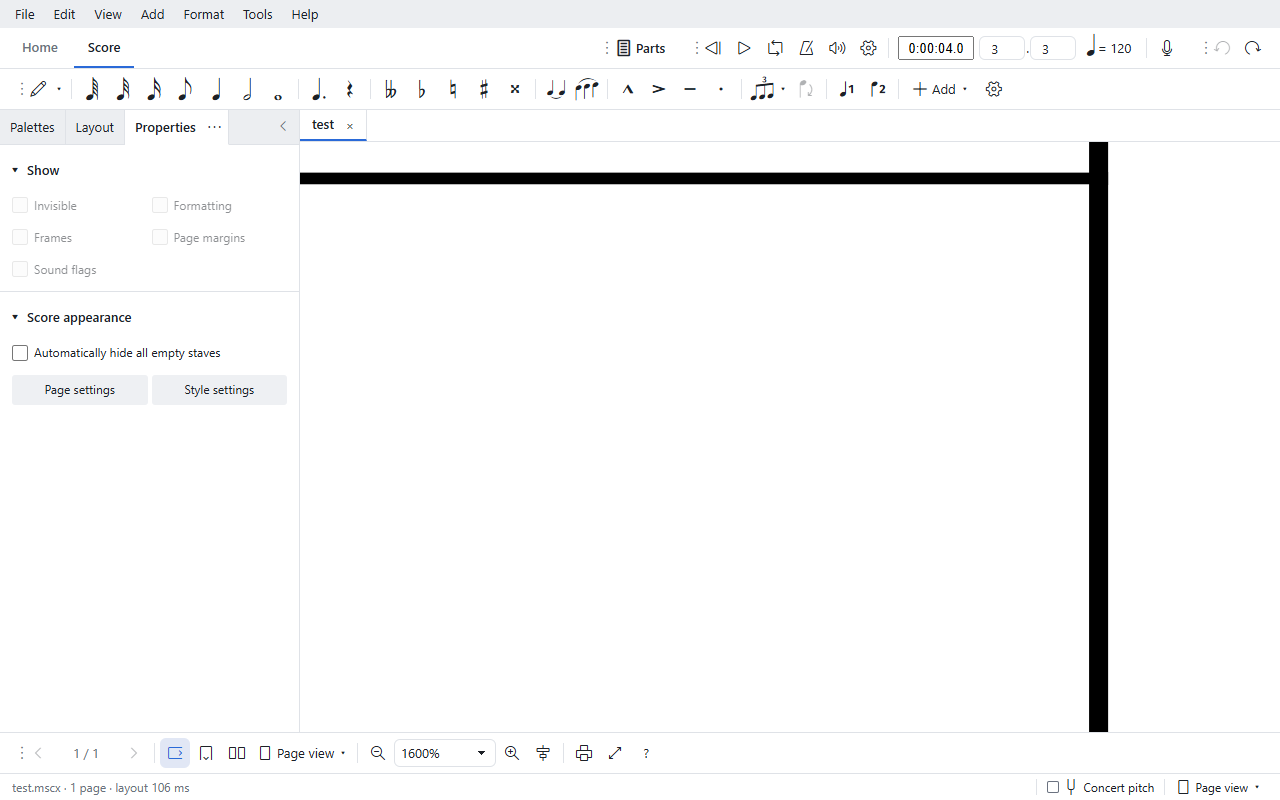 File Edit View Add Format Tools Help
Home Score Parts 0:00:04.0 3 . 3 = 120
3 1 2 Add
Palettes Layout Properties ··· test ×
Show
Invisible Formatting
Frames Page margins
Sound flags
Score appearance
Automatically hide all empty staves
Page settings Style settings
1 / 1 Page view 1600% ?
test.mscx · 1 page · layout 106 ms Concert pitch Page view